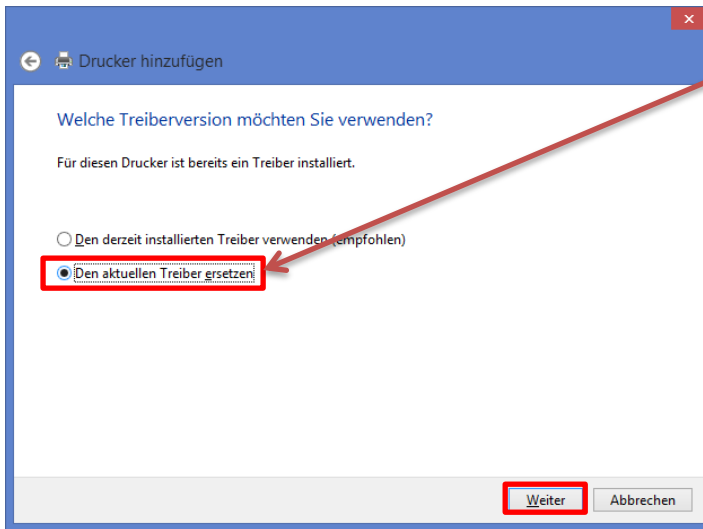 Drucker hinzufügen
Welche Treiberversion möchten Sie verwenden?
Für diesen Drucker ist bereits ein Treiber installiert.
Den derzeit installierten Treiber verwenden (empfohlen)
Den aktuellen Treiber ersetzen
Weiter Abbrechen